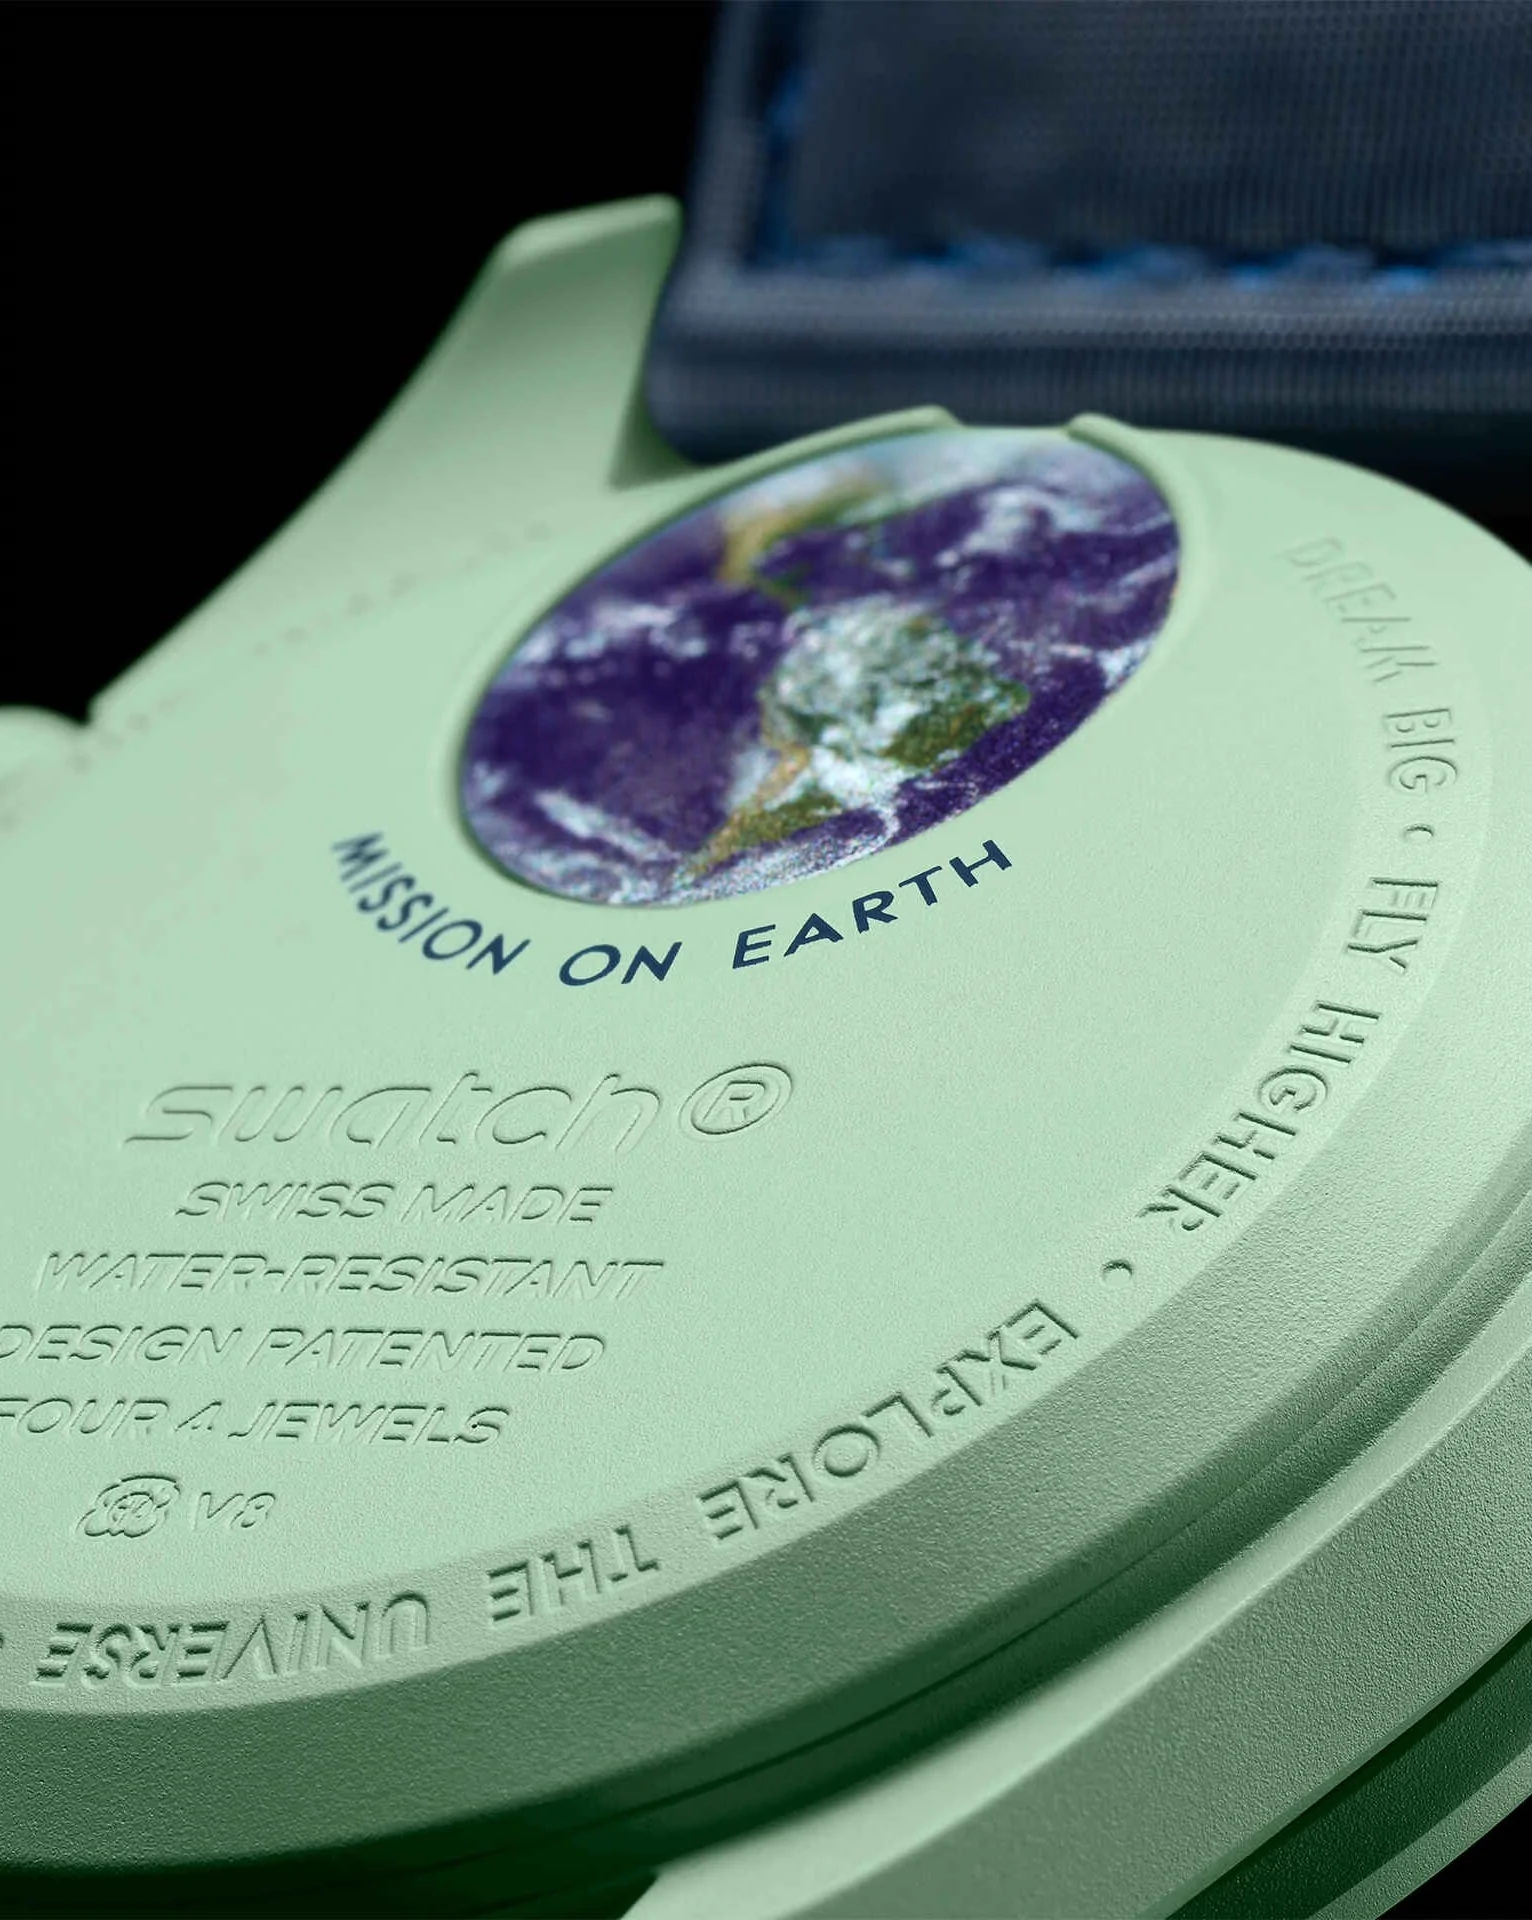 MISSION ON EARTH
swatch®
SWISS MADE
WATER-RESISTANT
DESIGN PATENTED
FOUR 4 JEWELS
V8
DREAM BIG • FLY HIGHER • EXPLORE THE UNIVERSE •